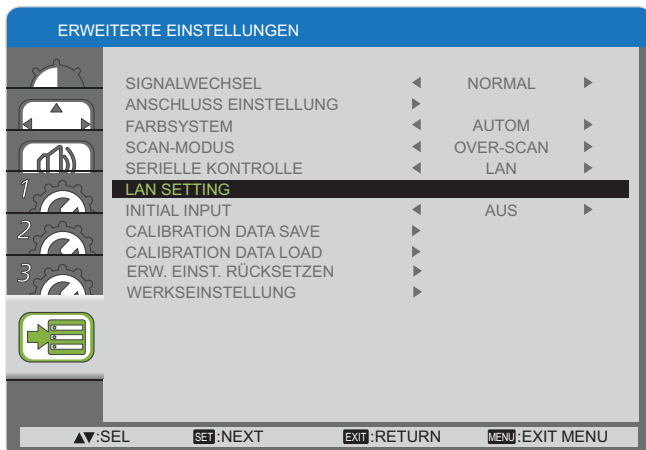 ERWEITERTE EINSTELLUNGEN
SIGNALWECHSEL NORMAL
ANSCHLUSS EINSTELLUNG
FARBSYSTEM AUTOM
SCAN-MODUS OVER-SCAN
SERIELLE KONTROLLE LAN
LAN SETTING
INITIAL INPUT AUS
CALIBRATION DATA SAVE
CALIBRATION DATA LOAD
ERW. EINST. RÜCKSETZEN
WERKSEINSTELLUNG
1
2
3
:SEL SET:NEXT EXIT:RETURN MENU:EXIT MENU